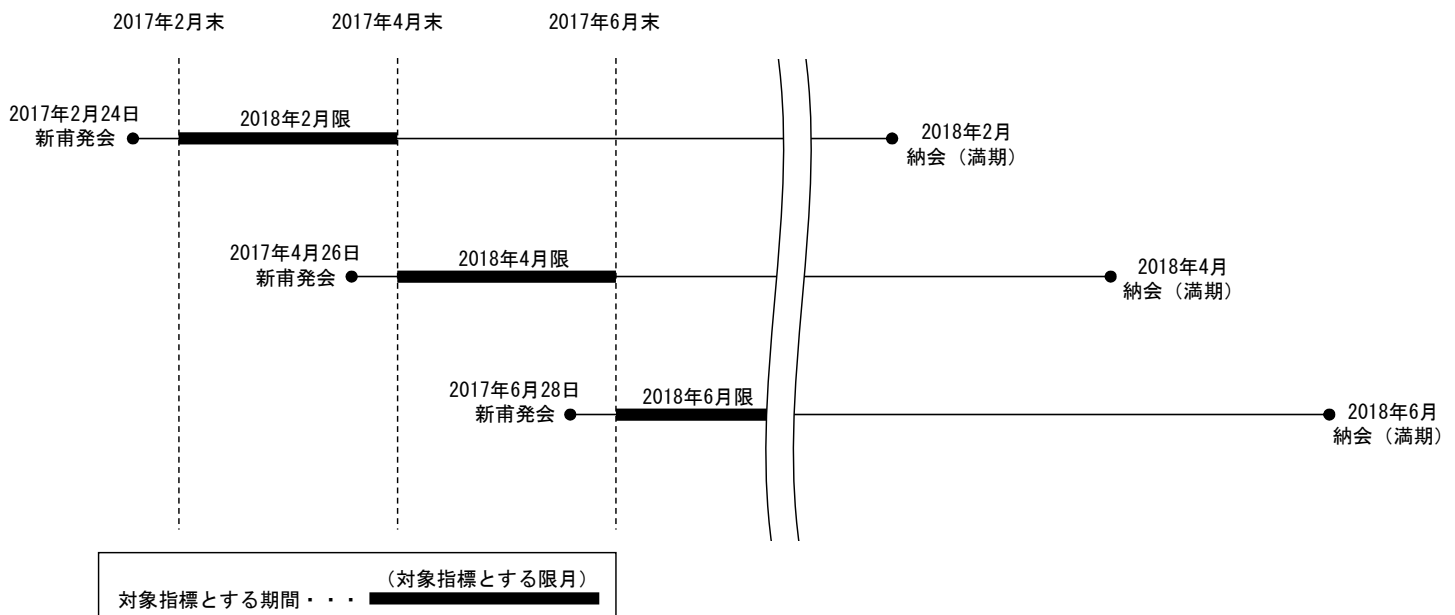 2017年2月末 2017年4月末 2017年6月末
2017年2月24日
新甫発会
2018年2月限
2018年2月
納会（満期）
2017年4月26日
新甫発会
2018年4月限
2018年4月
納会（満期）
2017年6月28日
新甫発会
2018年6月限
2018年6月
納会（満期）
（対象指標とする限月）
対象指標とする期間・・・